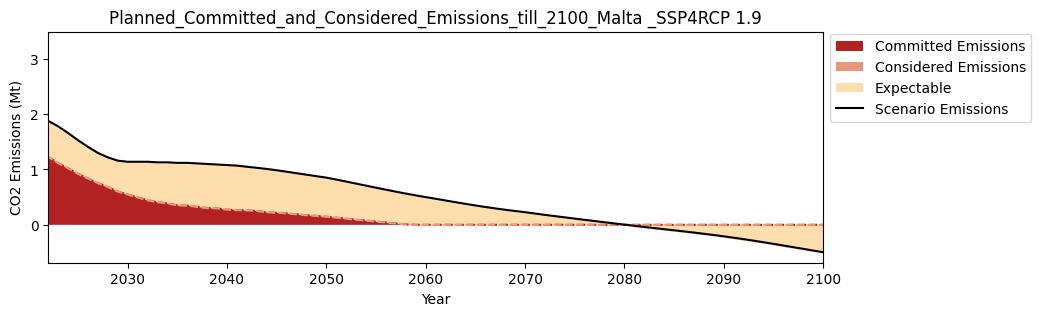 Planned_Committed_and_Considered_Emissions_till_2100_Malta _SSP4RCP 1.9
Committed Emissions
Considered Emissions
Expectable
Scenario Emissions
CO2 Emissions (Mt)
3
2
1
0
2030 2040 2050 2060 2070 2080 2090 2100
Year